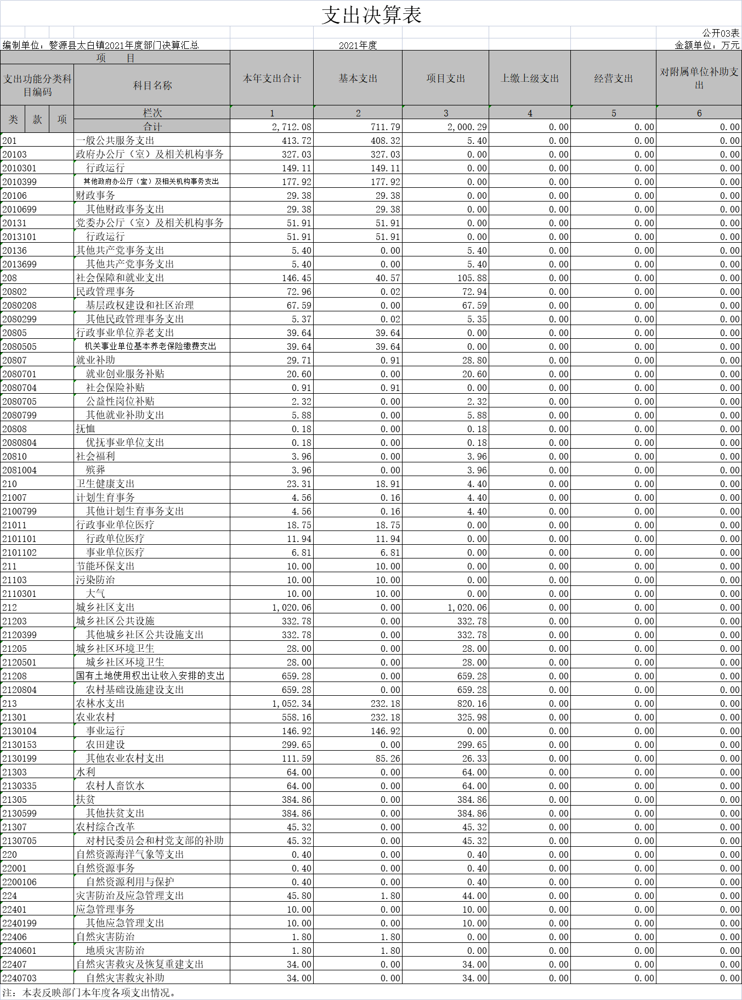 支出决算表
公开03表
编制单位：婺源县太白镇2021年度部门决算汇总 2021年度 金额单位：万元
项 目 本年支出合计 基本支出 项目支出 上缴上级支出 经营支出 对附属单位补助支出
支出功能分类科目编码 科目名称
类 款 项 栏次 1 2 3 4 5 6
合计 2,712.08 711.79 2,000.29 0.00 0.00 0.00
201 一般公共服务支出 413.72 408.32 5.40 0.00 0.00 0.00
20103 政府办公厅（室）及相关机构事务 327.03 327.03 0.00 0.00 0.00 0.00
2010301 行政运行 149.11 149.11 0.00 0.00 0.00 0.00
2010399 其他政府办公厅（室）及相关机构事务支出 177.92 177.92 0.00 0.00 0.00 0.00
20106 财政事务 29.38 29.38 0.00 0.00 0.00 0.00
2010699 其他财政事务支出 29.38 29.38 0.00 0.00 0.00 0.00
20131 党委办公厅（室）及相关机构事务 51.91 51.91 0.00 0.00 0.00 0.00
2013101 行政运行 51.91 51.91 0.00 0.00 0.00 0.00
20136 其他共产党事务支出 5.40 0.00 5.40 0.00 0.00 0.00
2013699 其他共产党事务支出 5.40 0.00 5.40 0.00 0.00 0.00
208 社会保障和就业支出 146.45 40.57 105.88 0.00 0.00 0.00
20802 民政管理事务 72.96 0.02 72.94 0.00 0.00 0.00
2080208 基层政权建设和社区治理 67.59 0.00 67.59 0.00 0.00 0.00
2080299 其他民政管理事务支出 5.37 0.02 5.35 0.00 0.00 0.00
20805 行政事业单位养老支出 39.64 39.64 0.00 0.00 0.00 0.00
2080505 机关事业单位基本养老保险缴费支出 39.64 39.64 0.00 0.00 0.00 0.00
20807 就业补助 29.71 0.91 28.80 0.00 0.00 0.00
2080701 就业创业服务补贴 20.60 0.00 20.60 0.00 0.00 0.00
2080704 社会保险补贴 0.91 0.91 0.00 0.00 0.00 0.00
2080705 公益性岗位补贴 2.32 0.00 2.32 0.00 0.00 0.00
2080799 其他就业补助支出 5.88 0.00 5.88 0.00 0.00 0.00
20808 抚恤 0.18 0.00 0.18 0.00 0.00 0.00
2080804 优抚事业单位支出 0.18 0.00 0.18 0.00 0.00 0.00
20810 社会福利 3.96 0.00 3.96 0.00 0.00 0.00
2081004 殡葬 3.96 0.00 3.96 0.00 0.00 0.00
210 卫生健康支出 23.31 18.91 4.40 0.00 0.00 0.00
21007 计划生育事务 4.56 0.16 4.40 0.00 0.00 0.00
2100799 其他计划生育事务支出 4.56 0.16 4.40 0.00 0.00 0.00
21011 行政事业单位医疗 18.75 18.75 0.00 0.00 0.00 0.00
2101101 行政单位医疗 11.94 11.94 0.00 0.00 0.00 0.00
2101102 事业单位医疗 6.81 6.81 0.00 0.00 0.00 0.00
211 节能环保支出 10.00 10.00 0.00 0.00 0.00 0.00
21103 污染防治 10.00 10.00 0.00 0.00 0.00 0.00
2110301 大气 10.00 10.00 0.00 0.00 0.00 0.00
212 城乡社区支出 1,020.06 0.00 1,020.06 0.00 0.00 0.00
21203 城乡社区公共设施 332.78 0.00 332.78 0.00 0.00 0.00
2120399 其他城乡社区公共设施支出 332.78 0.00 332.78 0.00 0.00 0.00
21205 城乡社区环境卫生 28.00 0.00 28.00 0.00 0.00 0.00
2120501 城乡社区环境卫生 28.00 0.00 28.00 0.00 0.00 0.00
21208 国有土地使用权出让收入安排的支出 659.28 0.00 659.28 0.00 0.00 0.00
2120804 农村基础设施建设支出 659.28 0.00 659.28 0.00 0.00 0.00
213 农林水支出 1,052.34 232.18 820.16 0.00 0.00 0.00
21301 农业农村 558.16 232.18 325.98 0.00 0.00 0.00
2130104 事业运行 146.92 146.92 0.00 0.00 0.00 0.00
2130153 农田建设 299.65 0.00 299.65 0.00 0.00 0.00
2130199 其他农业农村支出 111.59 85.26 26.33 0.00 0.00 0.00
21303 水利 64.00 0.00 64.00 0.00 0.00 0.00
2130335 农村人畜饮水 64.00 0.00 64.00 0.00 0.00 0.00
21305 扶贫 384.86 0.00 384.86 0.00 0.00 0.00
2130599 其他扶贫支出 384.86 0.00 384.86 0.00 0.00 0.00
21307 农村综合改革 45.32 0.00 45.32 0.00 0.00 0.00
2130705 对村民委员会和村党支部的补助 45.32 0.00 45.32 0.00 0.00 0.00
220 自然资源海洋气象等支出 0.40 0.00 0.40 0.00 0.00 0.00
22001 自然资源事务 0.40 0.00 0.40 0.00 0.00 0.00
2200106 自然资源利用与保护 0.40 0.00 0.40 0.00 0.00 0.00
224 灾害防治及应急管理支出 45.80 1.80 44.00 0.00 0.00 0.00
22401 应急管理事务 10.00 0.00 10.00 0.00 0.00 0.00
2240199 其他应急管理支出 10.00 0.00 10.00 0.00 0.00 0.00
22406 自然灾害防治 1.80 1.80 0.00 0.00 0.00 0.00
2240601 地质灾害防治 1.80 1.80 0.00 0.00 0.00 0.00
22407 自然灾害救灾及恢复重建支出 34.00 0.00 34.00 0.00 0.00 0.00
2240703 自然灾害救灾补助 34.00 0.00 34.00 0.00 0.00 0.00
注：本表反映部门本年度各项支出情况。